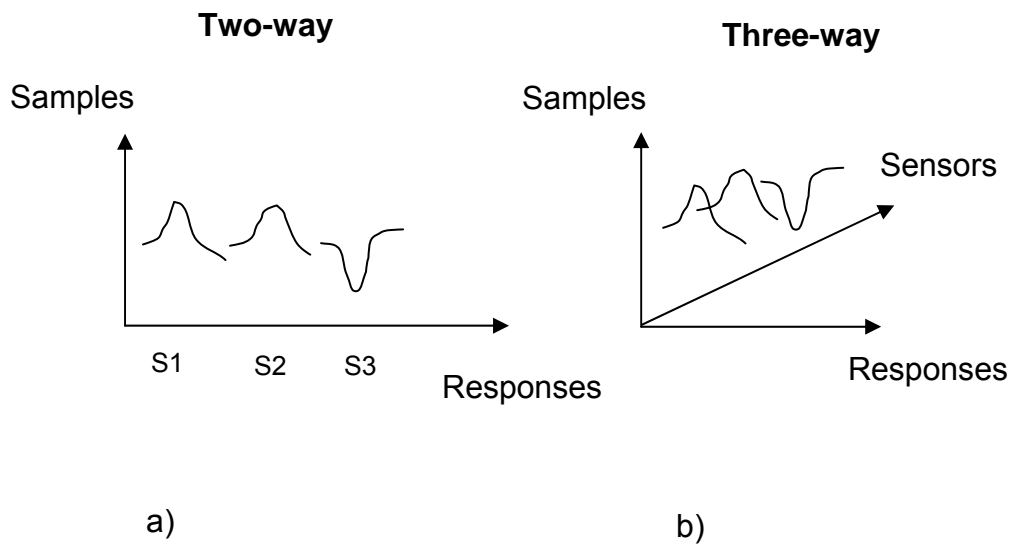 Two-way
Three-way
Samples
Samples
Sensors
S1 S2 S3
Responses
Responses
a)
b)